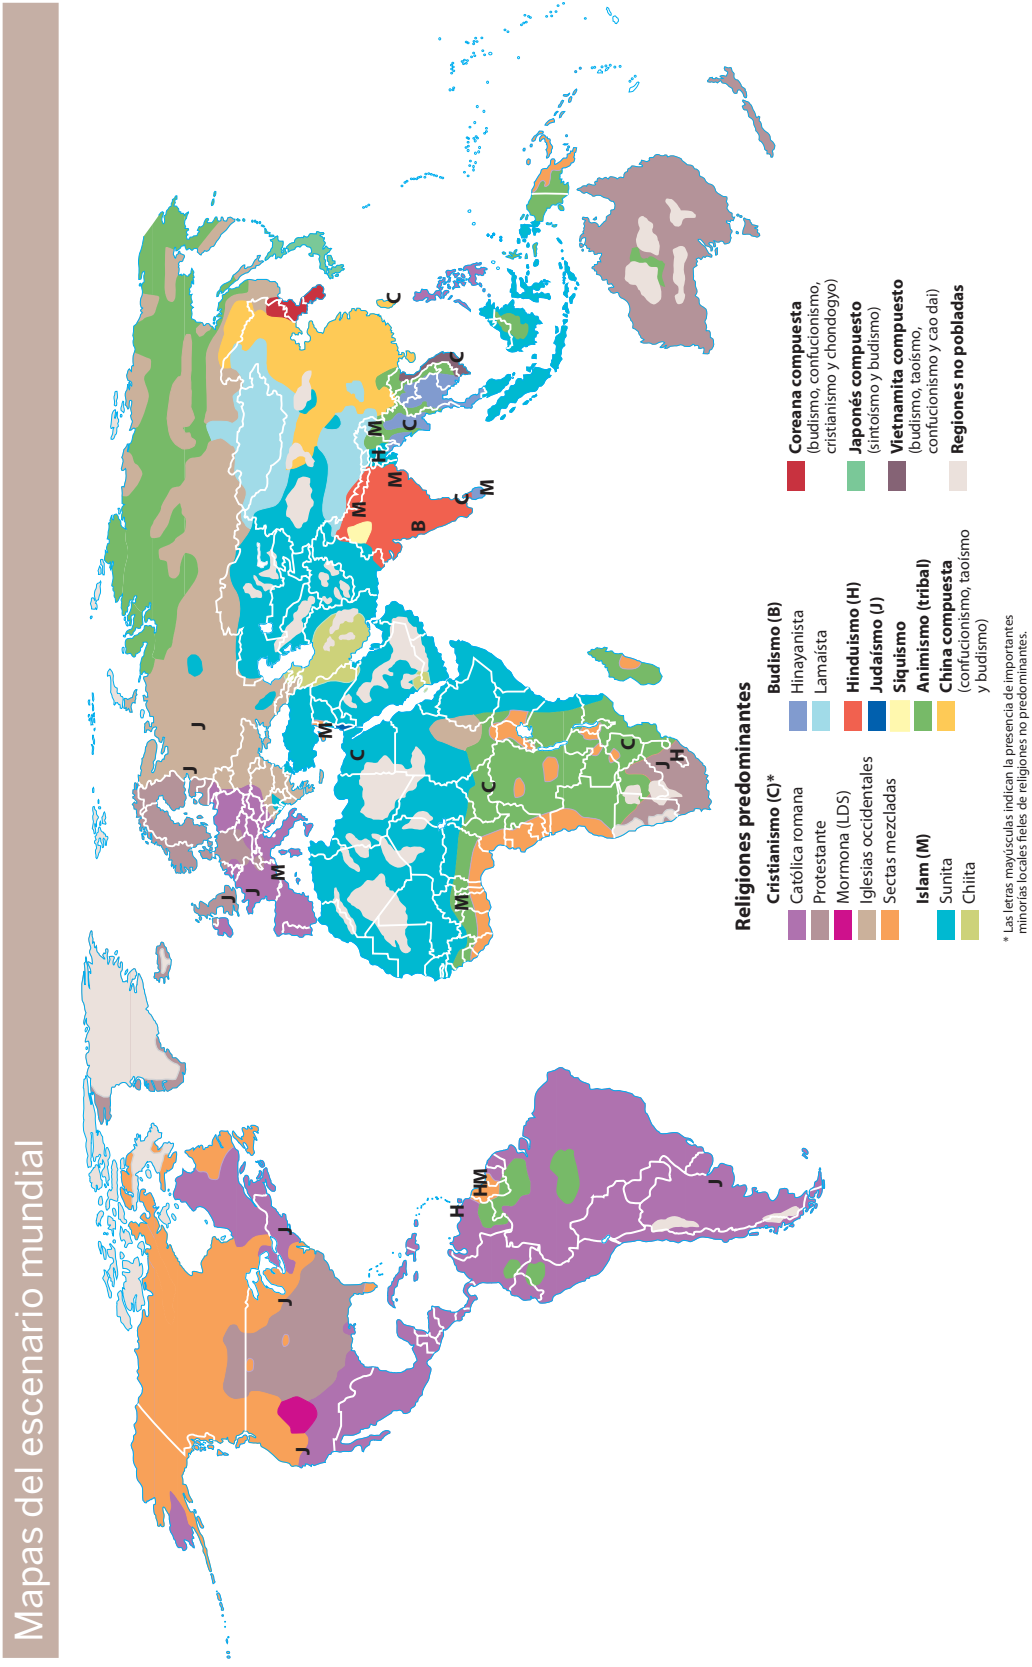 Mapas del escenario mundial
J
J
J
J
J
J
M
J
J
M
C
M
C
C
J
H
M
H
M
M
B
C
M
C
C
C
H
H M
J
Religiones predominantes
Cristianismo (C)*
Católica romana
Protestante
Mormona (LDS)
Iglesias occidentales
Sectas mezcladas
Islam (M)
Sunita
Chiita
Budismo (B)
Hinayanista
Lamaísta
Hinduismo (H)
Judaísmo (J)
Siquismo
Animismo (tribal)
China compuesta
(confucionismo, taoísmo
y budismo)
Coreana compuesta
(budismo, confucionismo,
cristianismo y chondogyo)
Japonés compuesto
(sintoísmo y budismo)
Vietnamita compuesto
(budismo, taoísmo,
confucionismo y cao dai)
Regiones no pobladas
* Las letras mayúsculas indican la presencia de importantes
minorías locales fieles de religiones no predominantes.